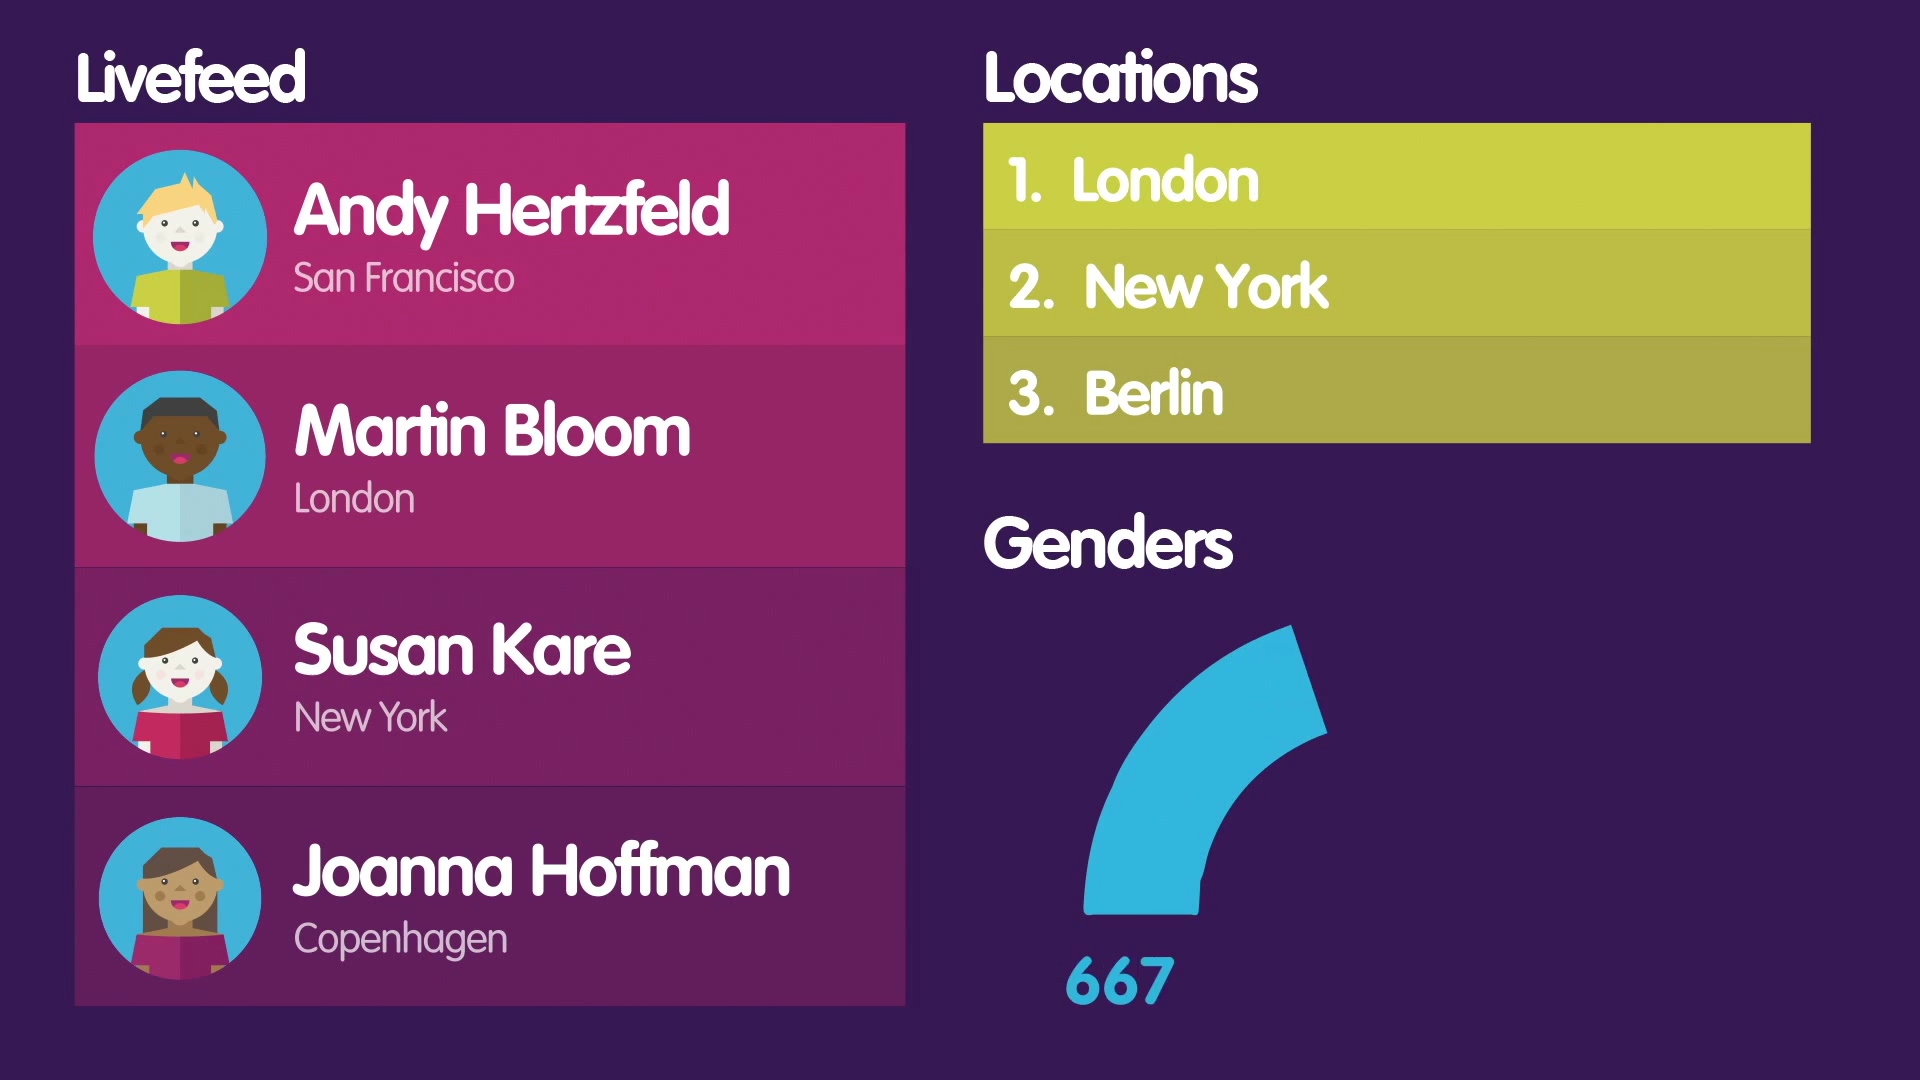 Livefeed
Andy Hertzfeld
San Francisco
Martin Bloom
London
Susan Kare
New York
Joanna Hoffman
Copenhagen
Locations
1. London
2. New York
3. Berlin
Genders
667